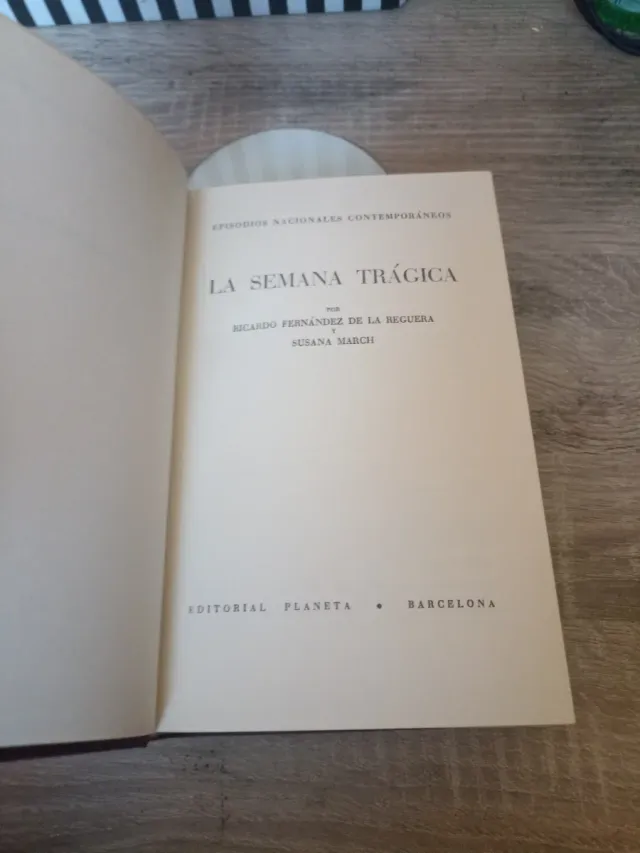 EPISODIOS NACIONALES CONTEMPORÁNEOS
LA SEMANA TRÁGICA
POR
RICARDO FERNÁNDEZ DE LA REGUERA
Y
SUSANA MARCH
EDITORIAL PLANETA • BARCELONA